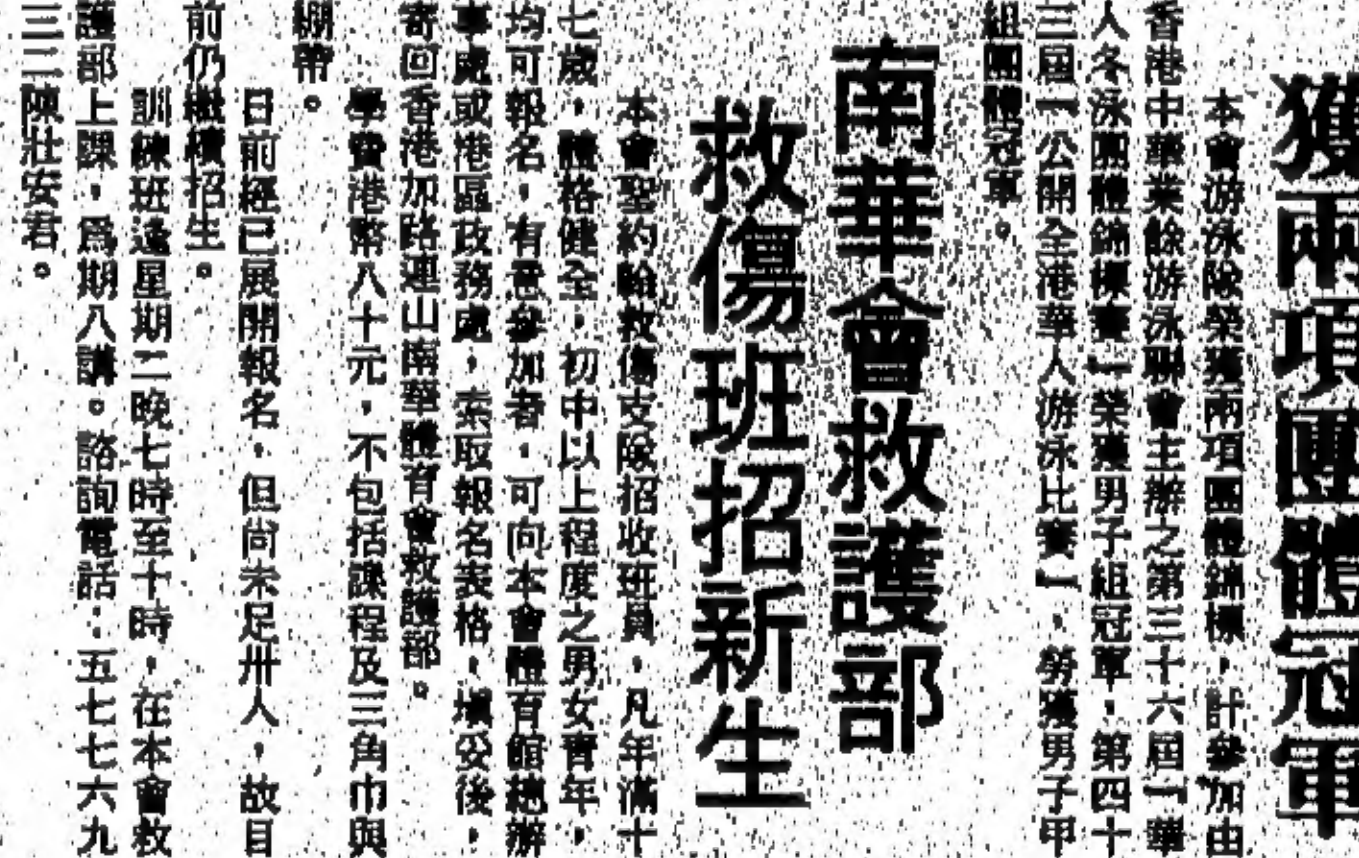 獲兩項團體冠軍
本會游泳隊榮獲兩項團體錦標，計參加由
香港中華業餘游泳聯會主辦之第三十六屆「華
人冬泳團體錦標賽」榮獲男子組冠軍，第四十
三屆「公開全港華人游泳比賽」，勞獲男子甲
組團體冠軍。
南華會救護部
救傷班招新生
本會聖約翰救傷支隊招收班員，凡年滿十
七歲，體格健全，初中以上程度之男女青年，
均可報名，有意參加者，可向本會體育館總辦
事處或港區政務處，索取報名表格，填妥後，
寄回香港加路連山南華體育會救護部。
學費港幣八十元，不包括課程及三角巾與
綳帶。
日前經已展開報名，但尚未足卅人，故目
前仍繼續招生。
訓練班逢星期二晚七時至十時，在本會救
護部上課，爲期八講。諮詢電話：五七七六九
三二陳壯安君。